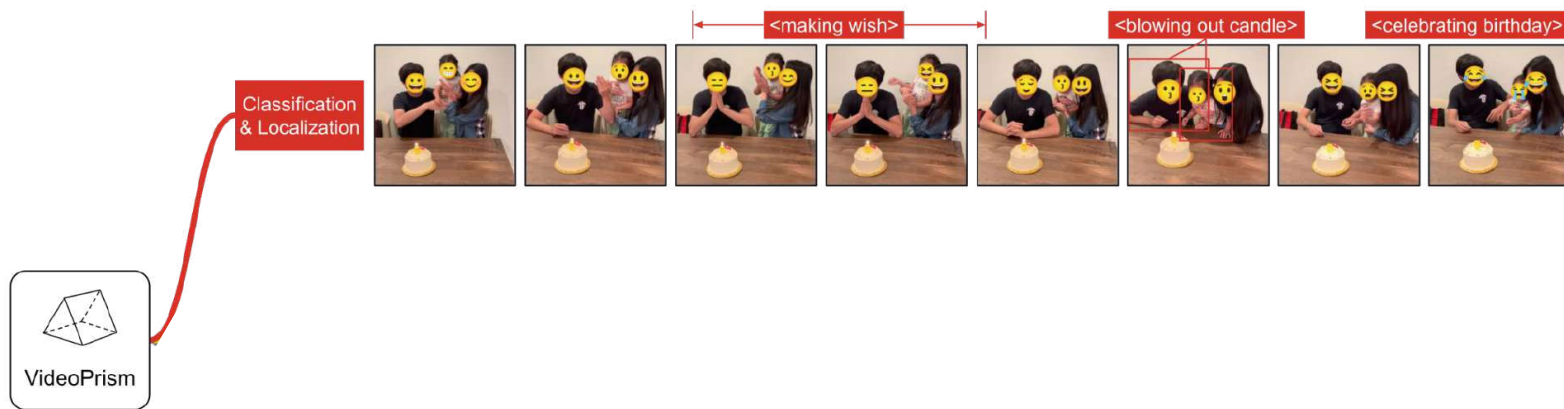 <making wish>
<blowing out candle>
<celebrating birthday>
Classification
& Localization
VideoPrism